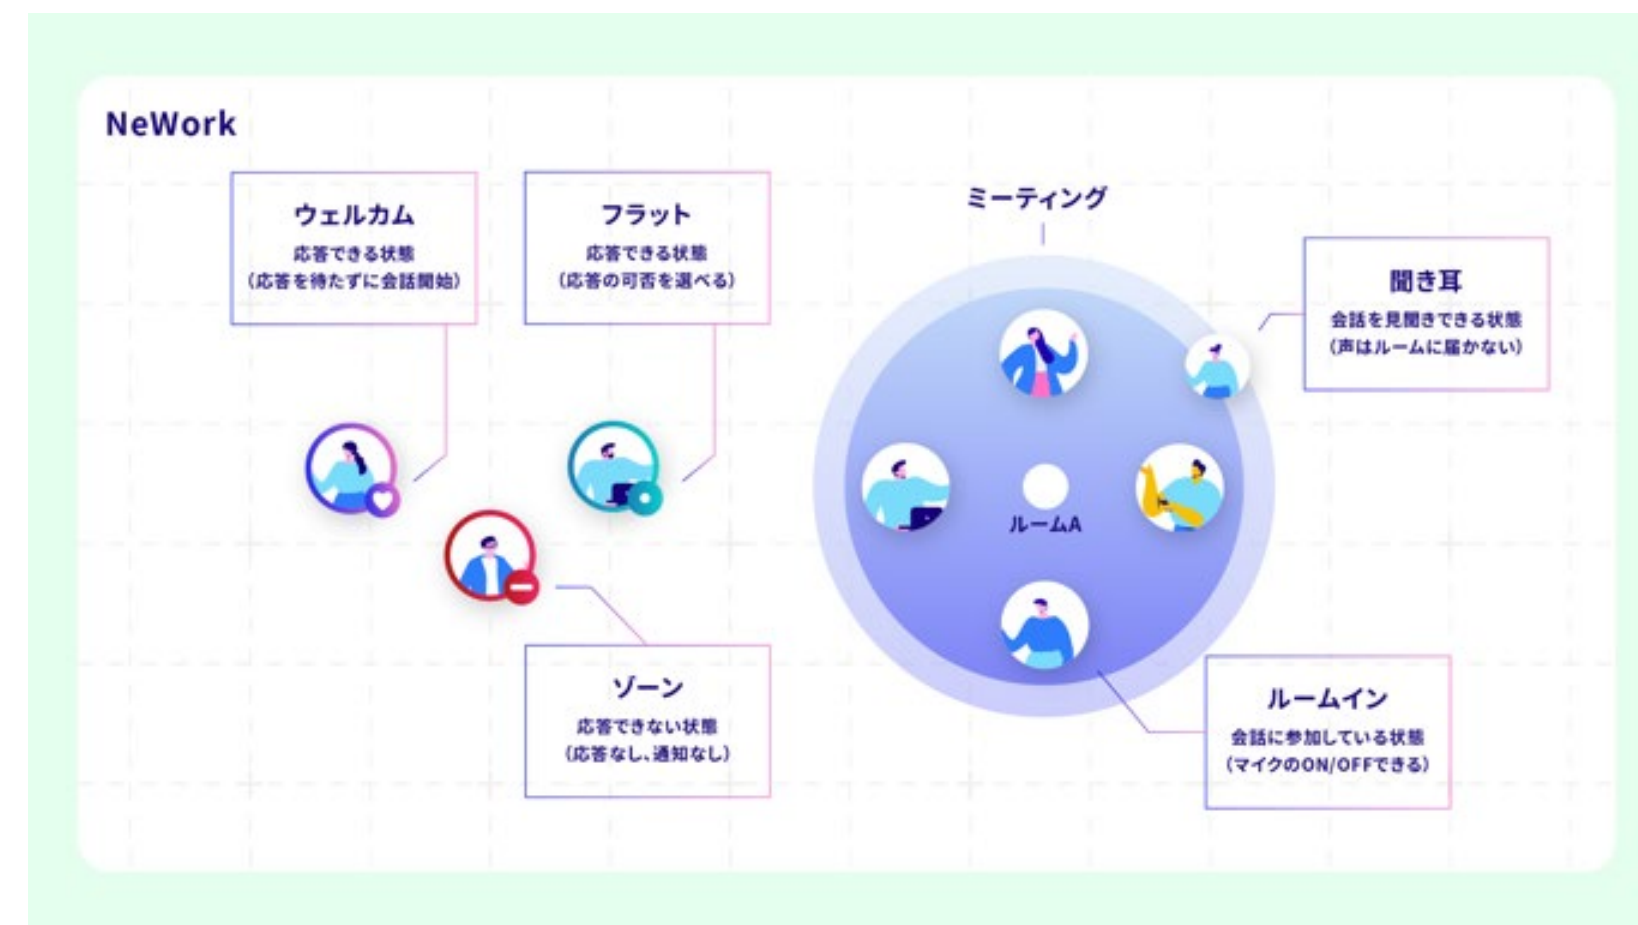 NeWork
ウェルカム
応答できる状態
（応答を待たずに会話開始）
フラット
応答できる状態
（応答の可否を選べる）
ミーティング
聞き耳
会話を見聞きできる状態
（声はルームに届かない）
ルームA
ゾーン
応答できない状態
（応答なし、通知なし）
ルームイン
会話に参加している状態
（マイクのON/OFFできる）